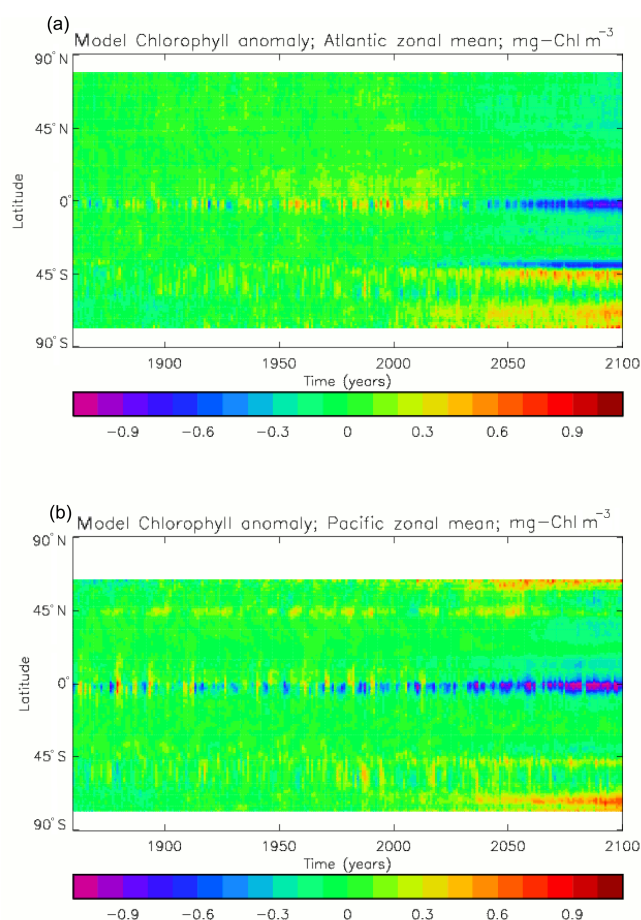 (a)
Model Chlorophyll anomaly; Atlantic zonal mean; mg-Chl m⁻³
90°N
45°N
0°
45°S
90°S
Latitude
1900 1950 2000 2050 2100
Time (years)
−0.9 −0.6 −0.3 0 0.3 0.6 0.9
(b)
Model Chlorophyll anomaly; Pacific zonal mean; mg-Chl m⁻³
90°N
45°N
0°
45°S
90°S
Latitude
1900 1950 2000 2050 2100
Time (years)
−0.9 −0.6 −0.3 0 0.3 0.6 0.9